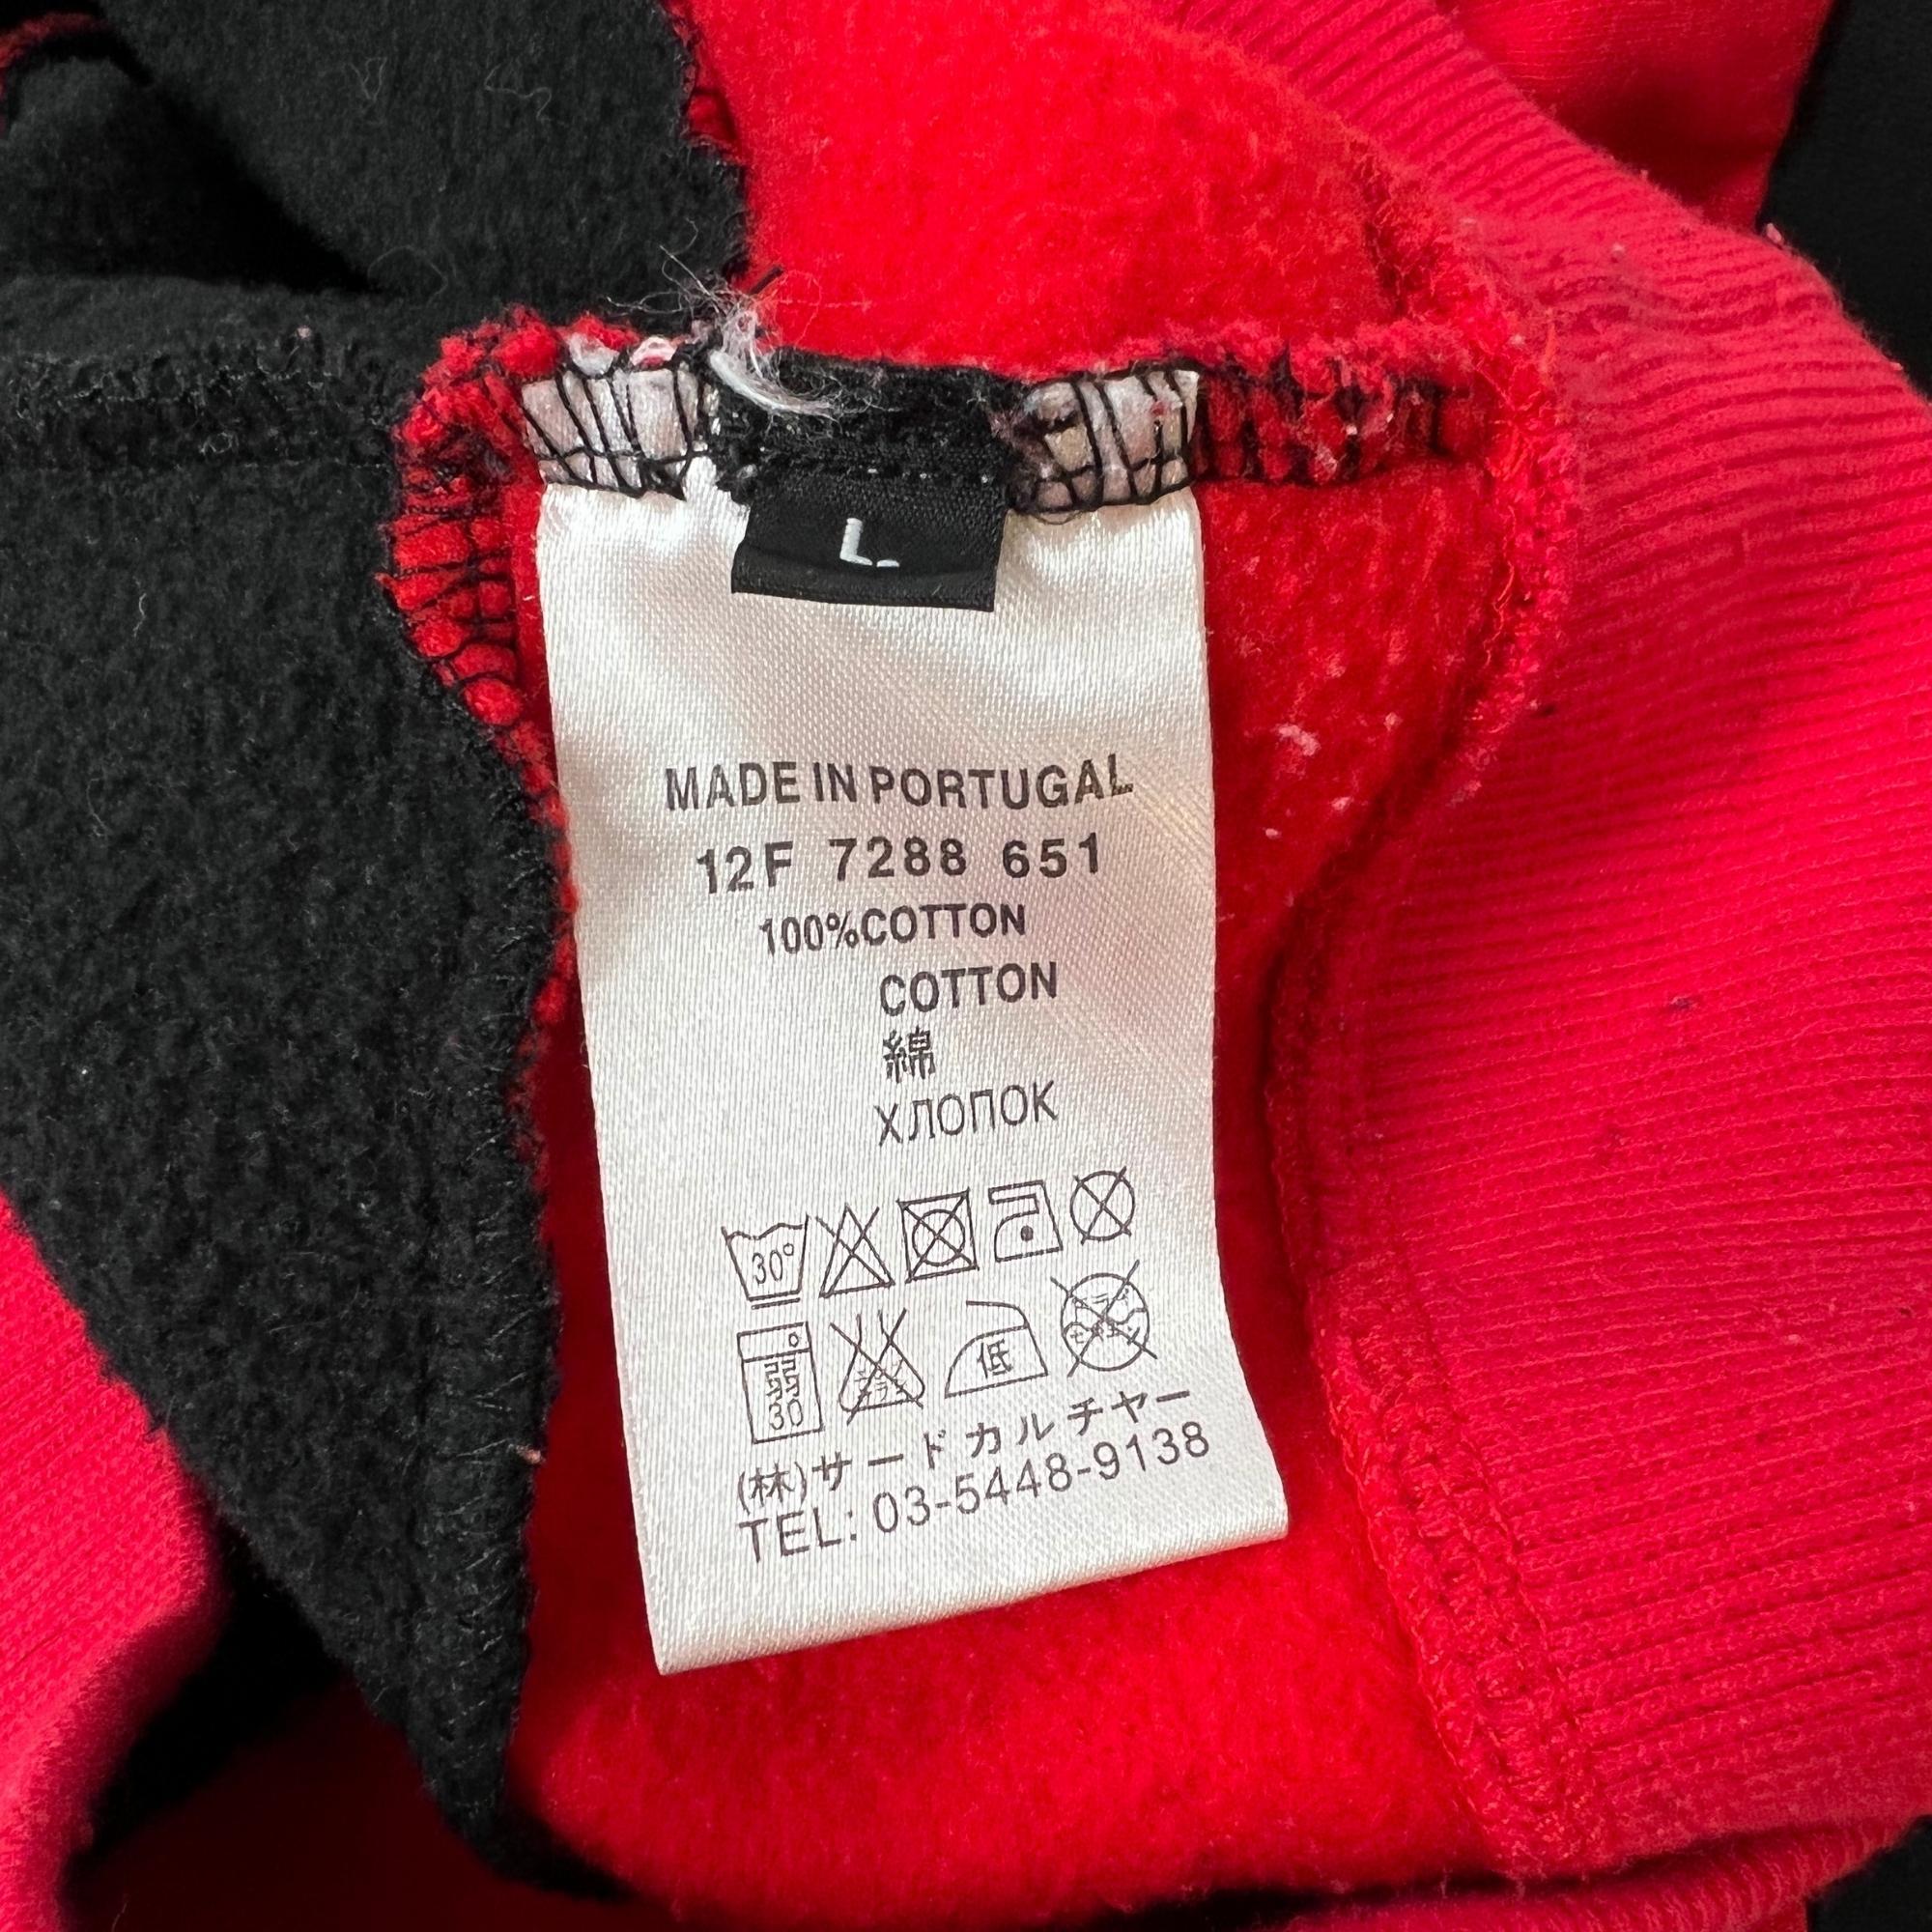 L.
MADE IN PORTUGAL
12F 7288 651
100%COTTON
COTTON
綿
ХЛОПОК
30°
弱
30
低
(林)サードカルチャー
TEL: 03-5448-9138